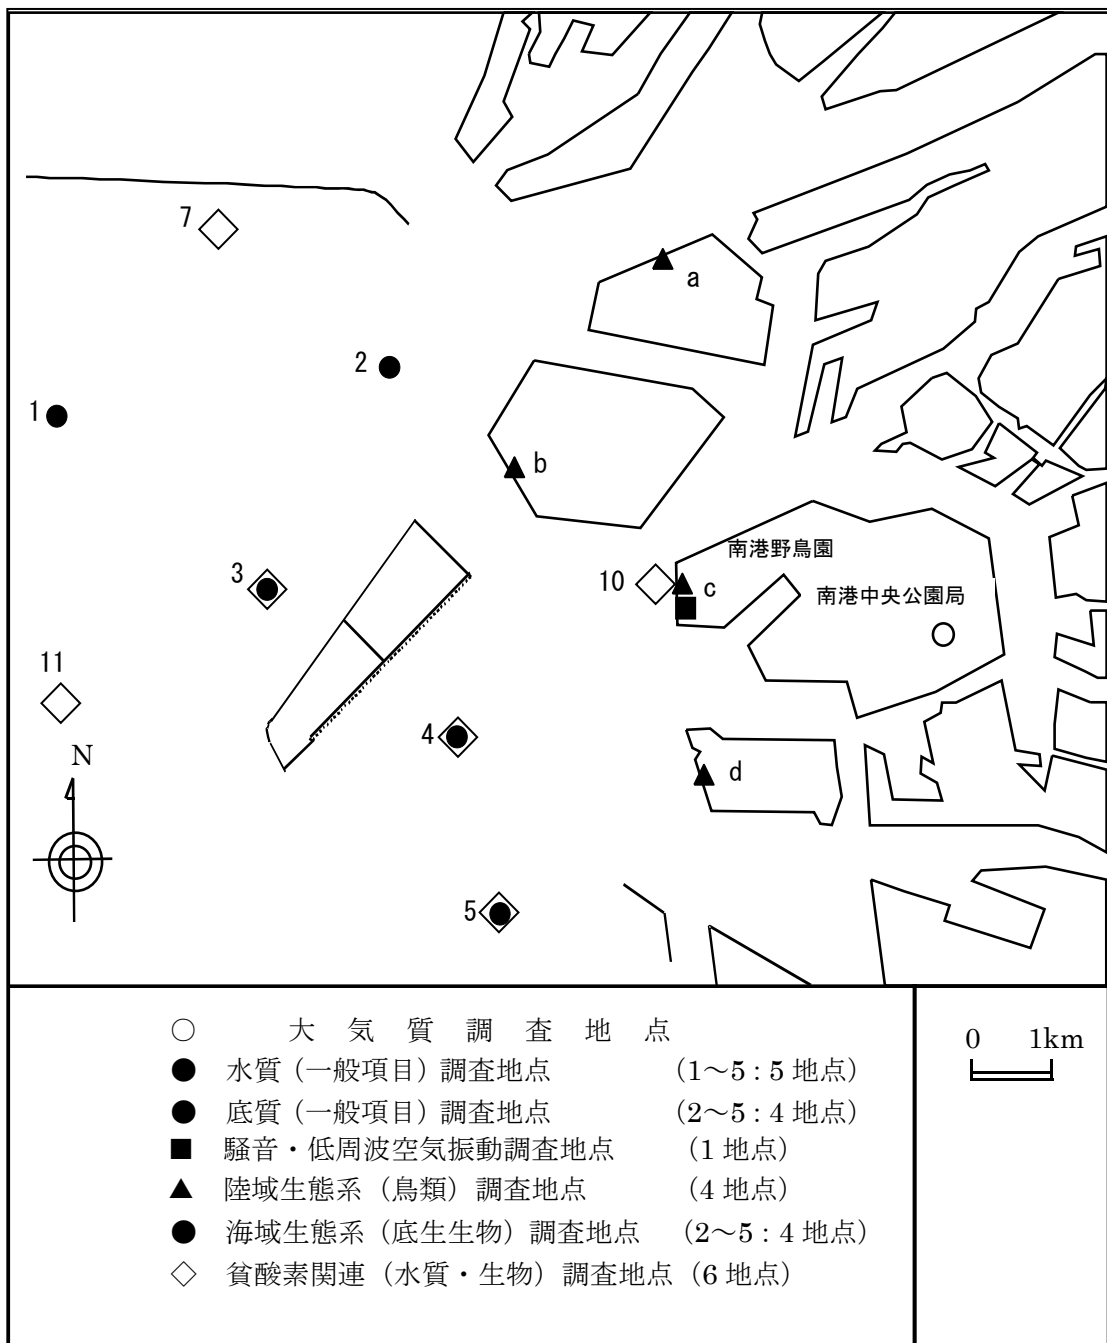 7
a
2
1
b
南港野鳥園
3
10
c
南港中央公園局
11
4
N
d
5
○ 大気質調査地点
● 水質(一般項目)調査地点 (1~5:5 地点)
● 底質(一般項目)調査地点 (2~5:4 地点)
■ 騒音・低周波空気振動調査地点 (1 地点)
▲ 陸域生態系(鳥類)調査地点 (4 地点)
● 海域生態系(底生生物)調査地点 (2~5:4 地点)
◇ 貧酸素関連(水質・生物)調査地点 (6 地点)
0 1km